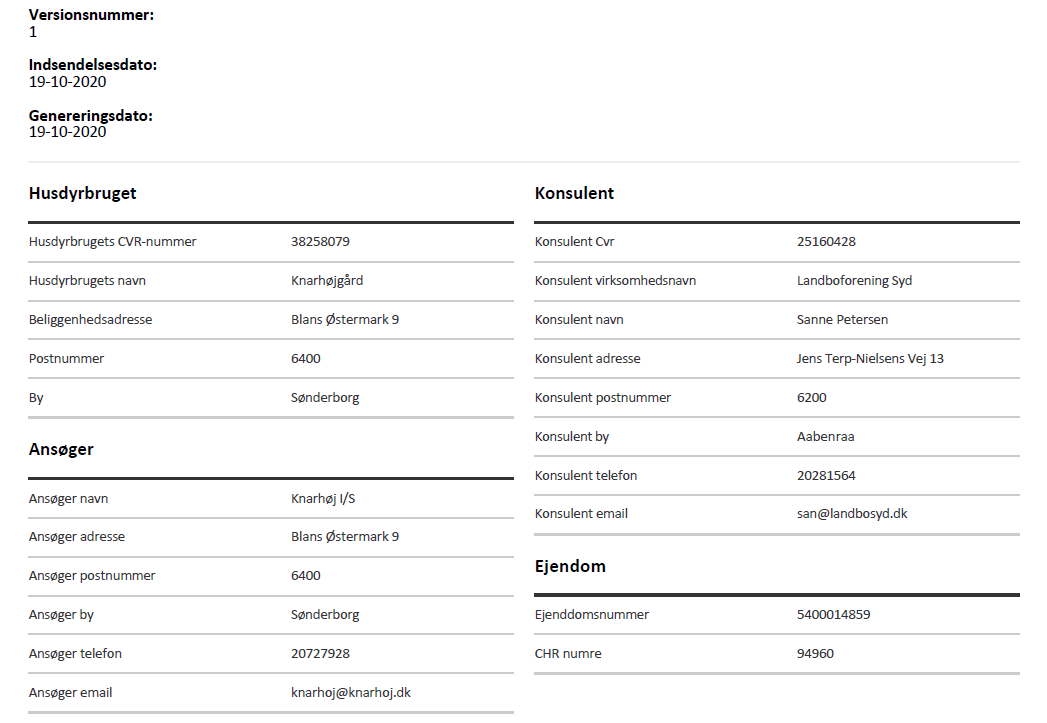 Versionsnummer:
1
Indsendelsesdato:
19-10-2020
Genereringsdato:
19-10-2020
Husdyrbruget
Husdyrbrugets CVR-nummer 38258079
Husdyrbrugets navn Knarhøjgård
Beliggenhedsadresse Blans Østermark 9
Postnummer 6400
By Sønderborg
Ansøger
Ansøger navn Knarhøj I/S
Ansøger adresse Blans Østermark 9
Ansøger postnummer 6400
Ansøger by Sønderborg
Ansøger telefon 20727928
Ansøger email knarhoj@knarhoj.dk
Konsulent
Konsulent Cvr 25160428
Konsulent virksomhedsnavn Landboforening Syd
Konsulent navn Sanne Petersen
Konsulent adresse Jens Terp-Nielsens Vej 13
Konsulent postnummer 6200
Konsulent by Aabenraa
Konsulent telefon 20281564
Konsulent email san@landbosyd.dk
Ejendom
Ejenddomsnummer 5400014859
CHR numre 94960